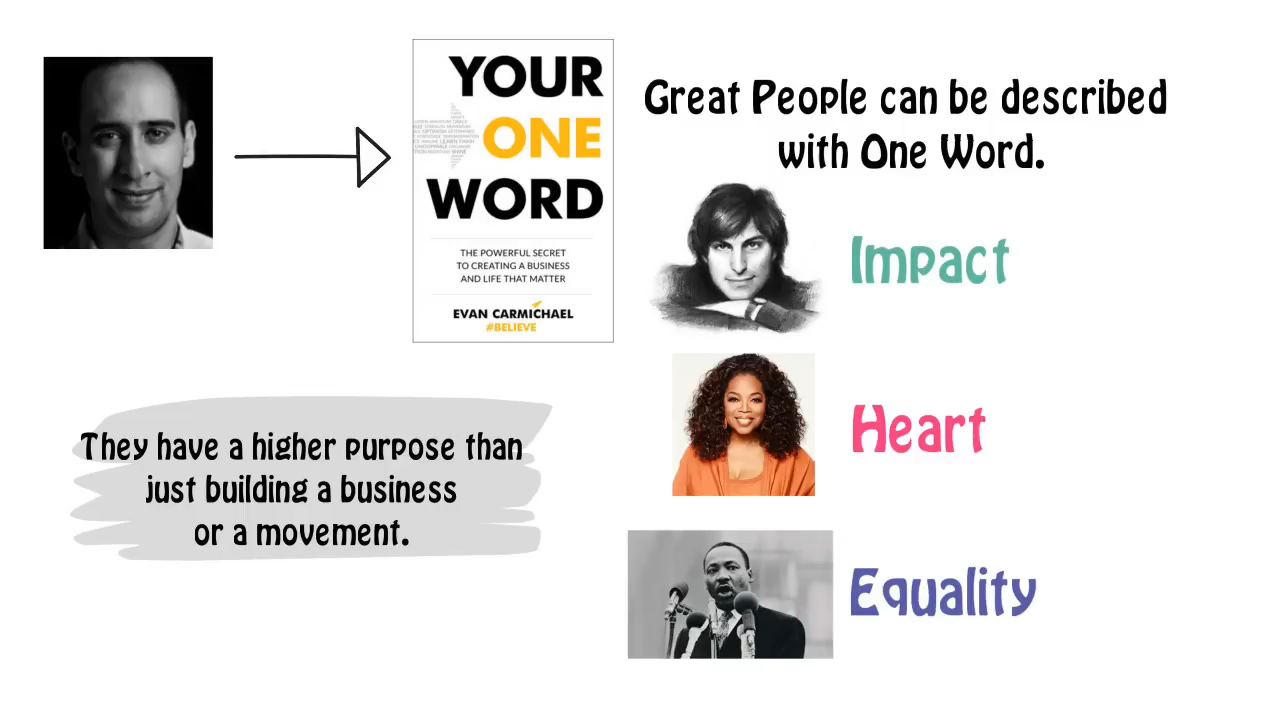 YOUR
ONE
WORD
THE POWERFUL SECRET
TO CREATING A BUSINESS
AND LIFE THAT MATTER
EVAN CARMICHAEL
#BELIEVE
Great People can be described
with One Word.
Impact
Heart
Equality
They have a higher purpose than
just building a business
or a movement.